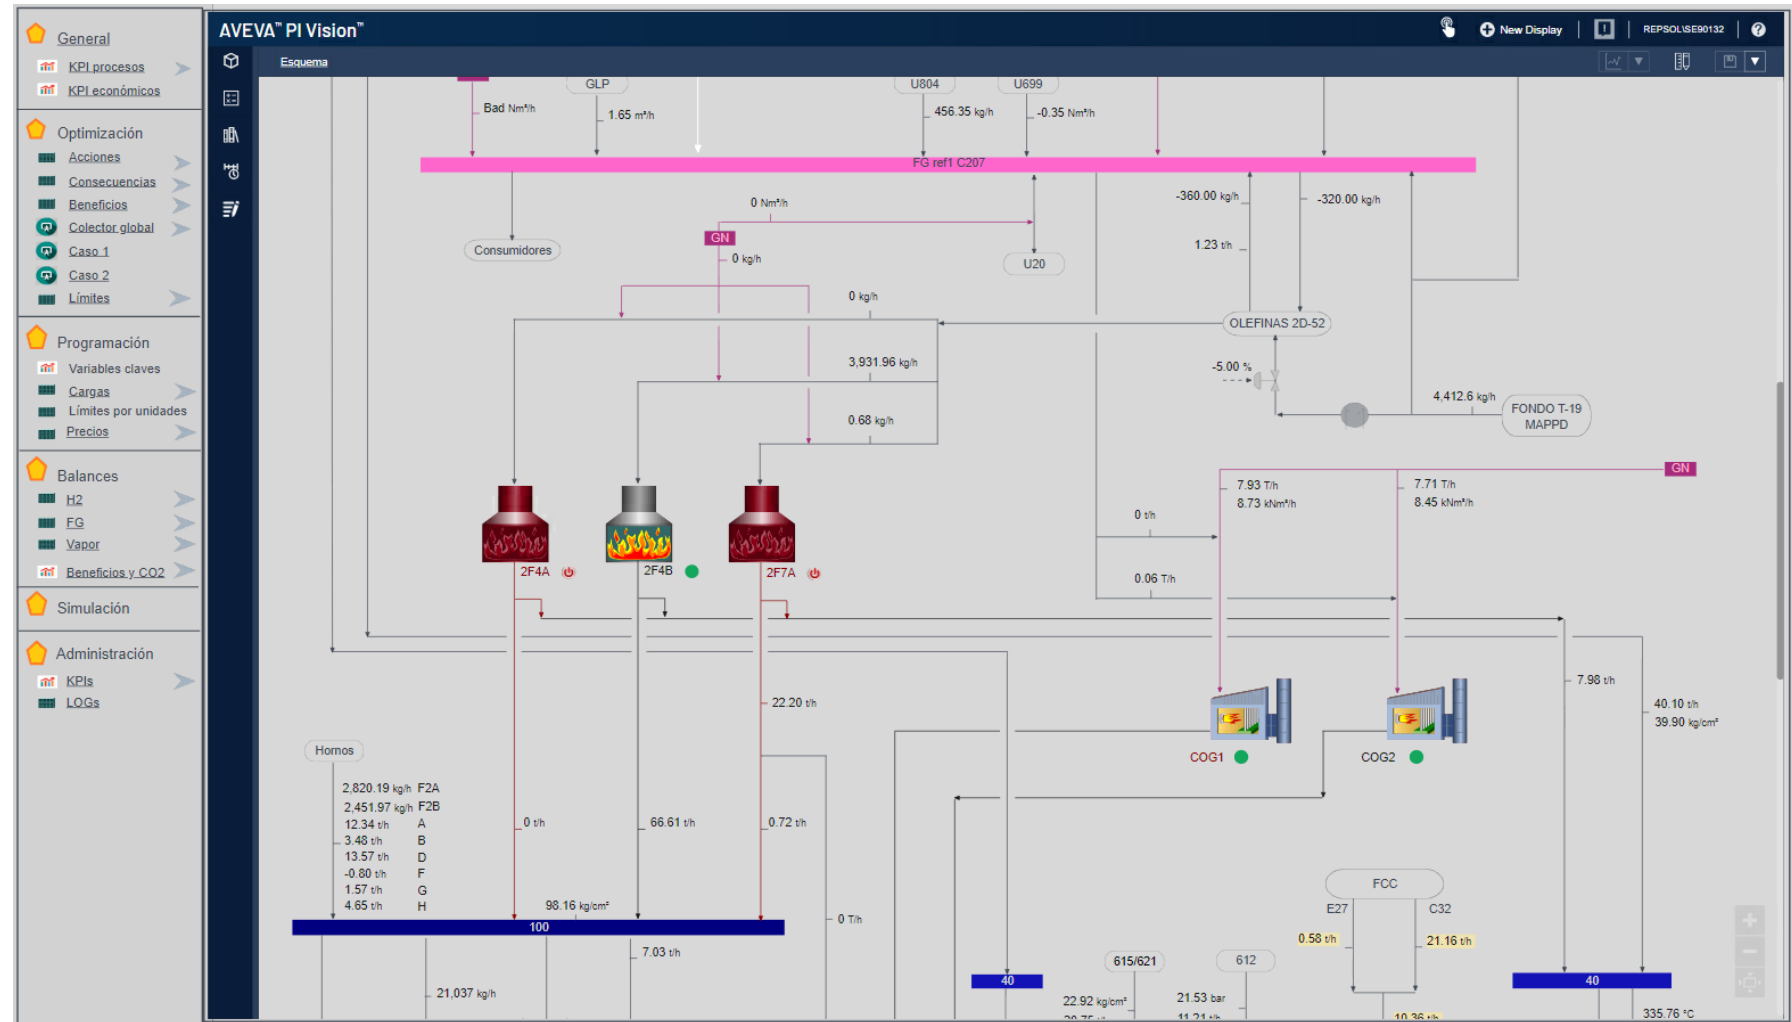 General
KPI procesos
KPI económicos
Optimización
Acciones
Consecuencias
Beneficios
Colector global
Caso 1
Caso 2
Límites
Programación
Variables claves
Cargas
Límites por unidades
Precios
Balances
H2
FG
Vapor
Beneficios y CO2
Simulación
Administración
KPIs
LOGs
AVEVA™ PI Vision™
New Display
REPSOL\SE90132
Esquema
GLP
U804
U699
Bad Nm³/h
1.65 m³/h
456.35 kg/h
-0.35 Nm³/h
FG ref1 C207
-360.00 kg/h
-320.00 kg/h
0 Nm³/h
GN
Consumidores
0 kg/h
1.23 t/h
U20
0 kg/h
OLEFINAS 2D-52
3,931.96 kg/h
-5.00 %
4,412.6 kg/h
FONDO T-19
MAPPD
0.68 kg/h
GN
7.93 T/h
8.73 kNm³/h
7.71 T/h
8.45 kNm³/h
0 t/h
2F4A
2F4B
2F7A
0.06 T/h
7.98 t/h
22.20 t/h
40.10 t/h
39.90 kg/cm²
Hornos
COG1
COG2
2,820.19 kg/h F2A
2,451.97 kg/h F2B
12.34 t/h A
3.48 t/h B
13.57 t/h D
-0.80 t/h F
1.57 t/h G
4.65 t/h H
0 t/h
66.61 t/h
0.72 t/h
98.16 kg/cm²
100
0 T/h
FCC
E27
C32
0.58 t/h
21.16 t/h
7.03 t/h
615/621
612
40
40
21,037 kg/h
22.92 kg/cm²
21.53 bar
11.21 t/h
10.36 t/h
335.76 °C